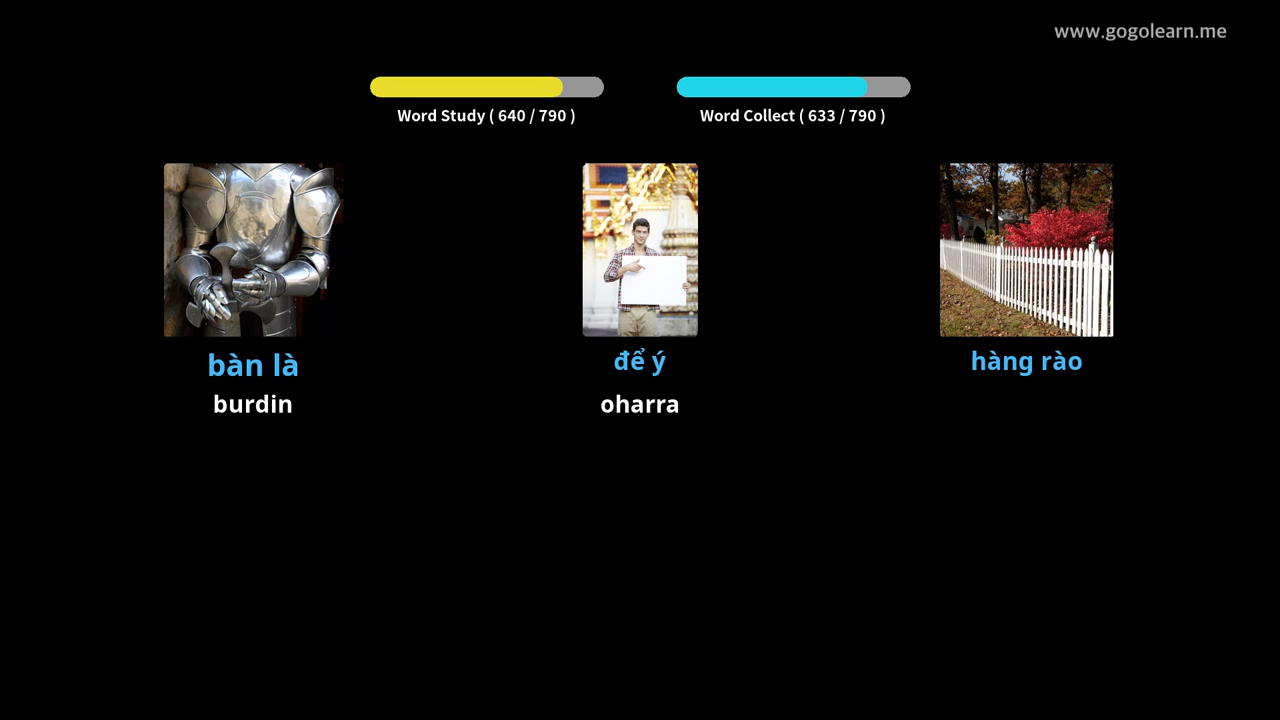 www.gogolearn.me
Word Study ( 640 / 790 )
Word Collect ( 633 / 790 )
bàn là
burdin
để ý
oharra
hàng rào